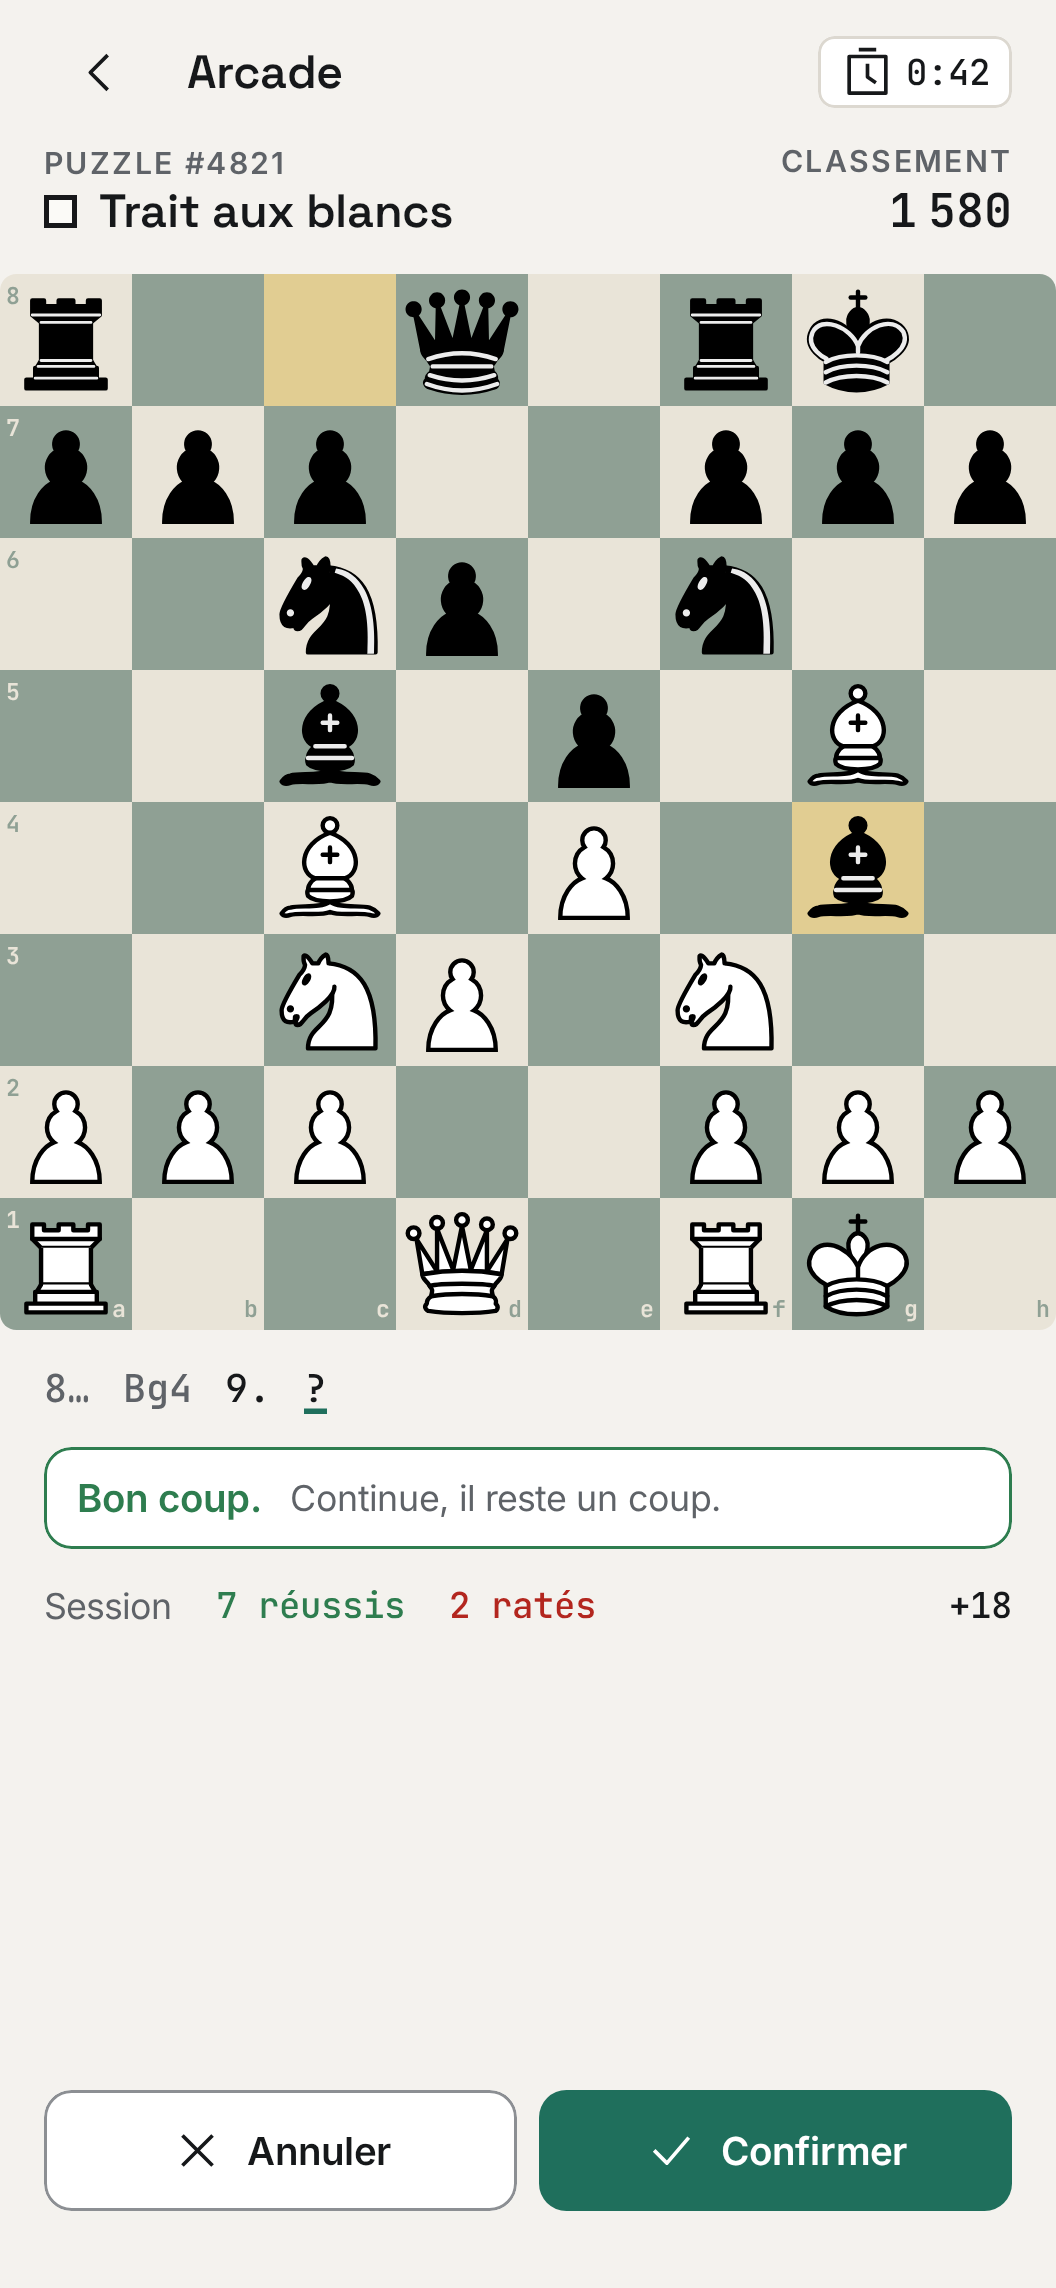 Arcade
0:42
PUZZLE #4821
CLASSEMENT
Trait aux blancs
1 580
8
7
6
5
4
3
2
1
a b c d e f g h
8… Bg4 9. ?
Bon coup. Continue, il reste un coup.
Session 7 réussis 2 ratés +18
Annuler
Confirmer